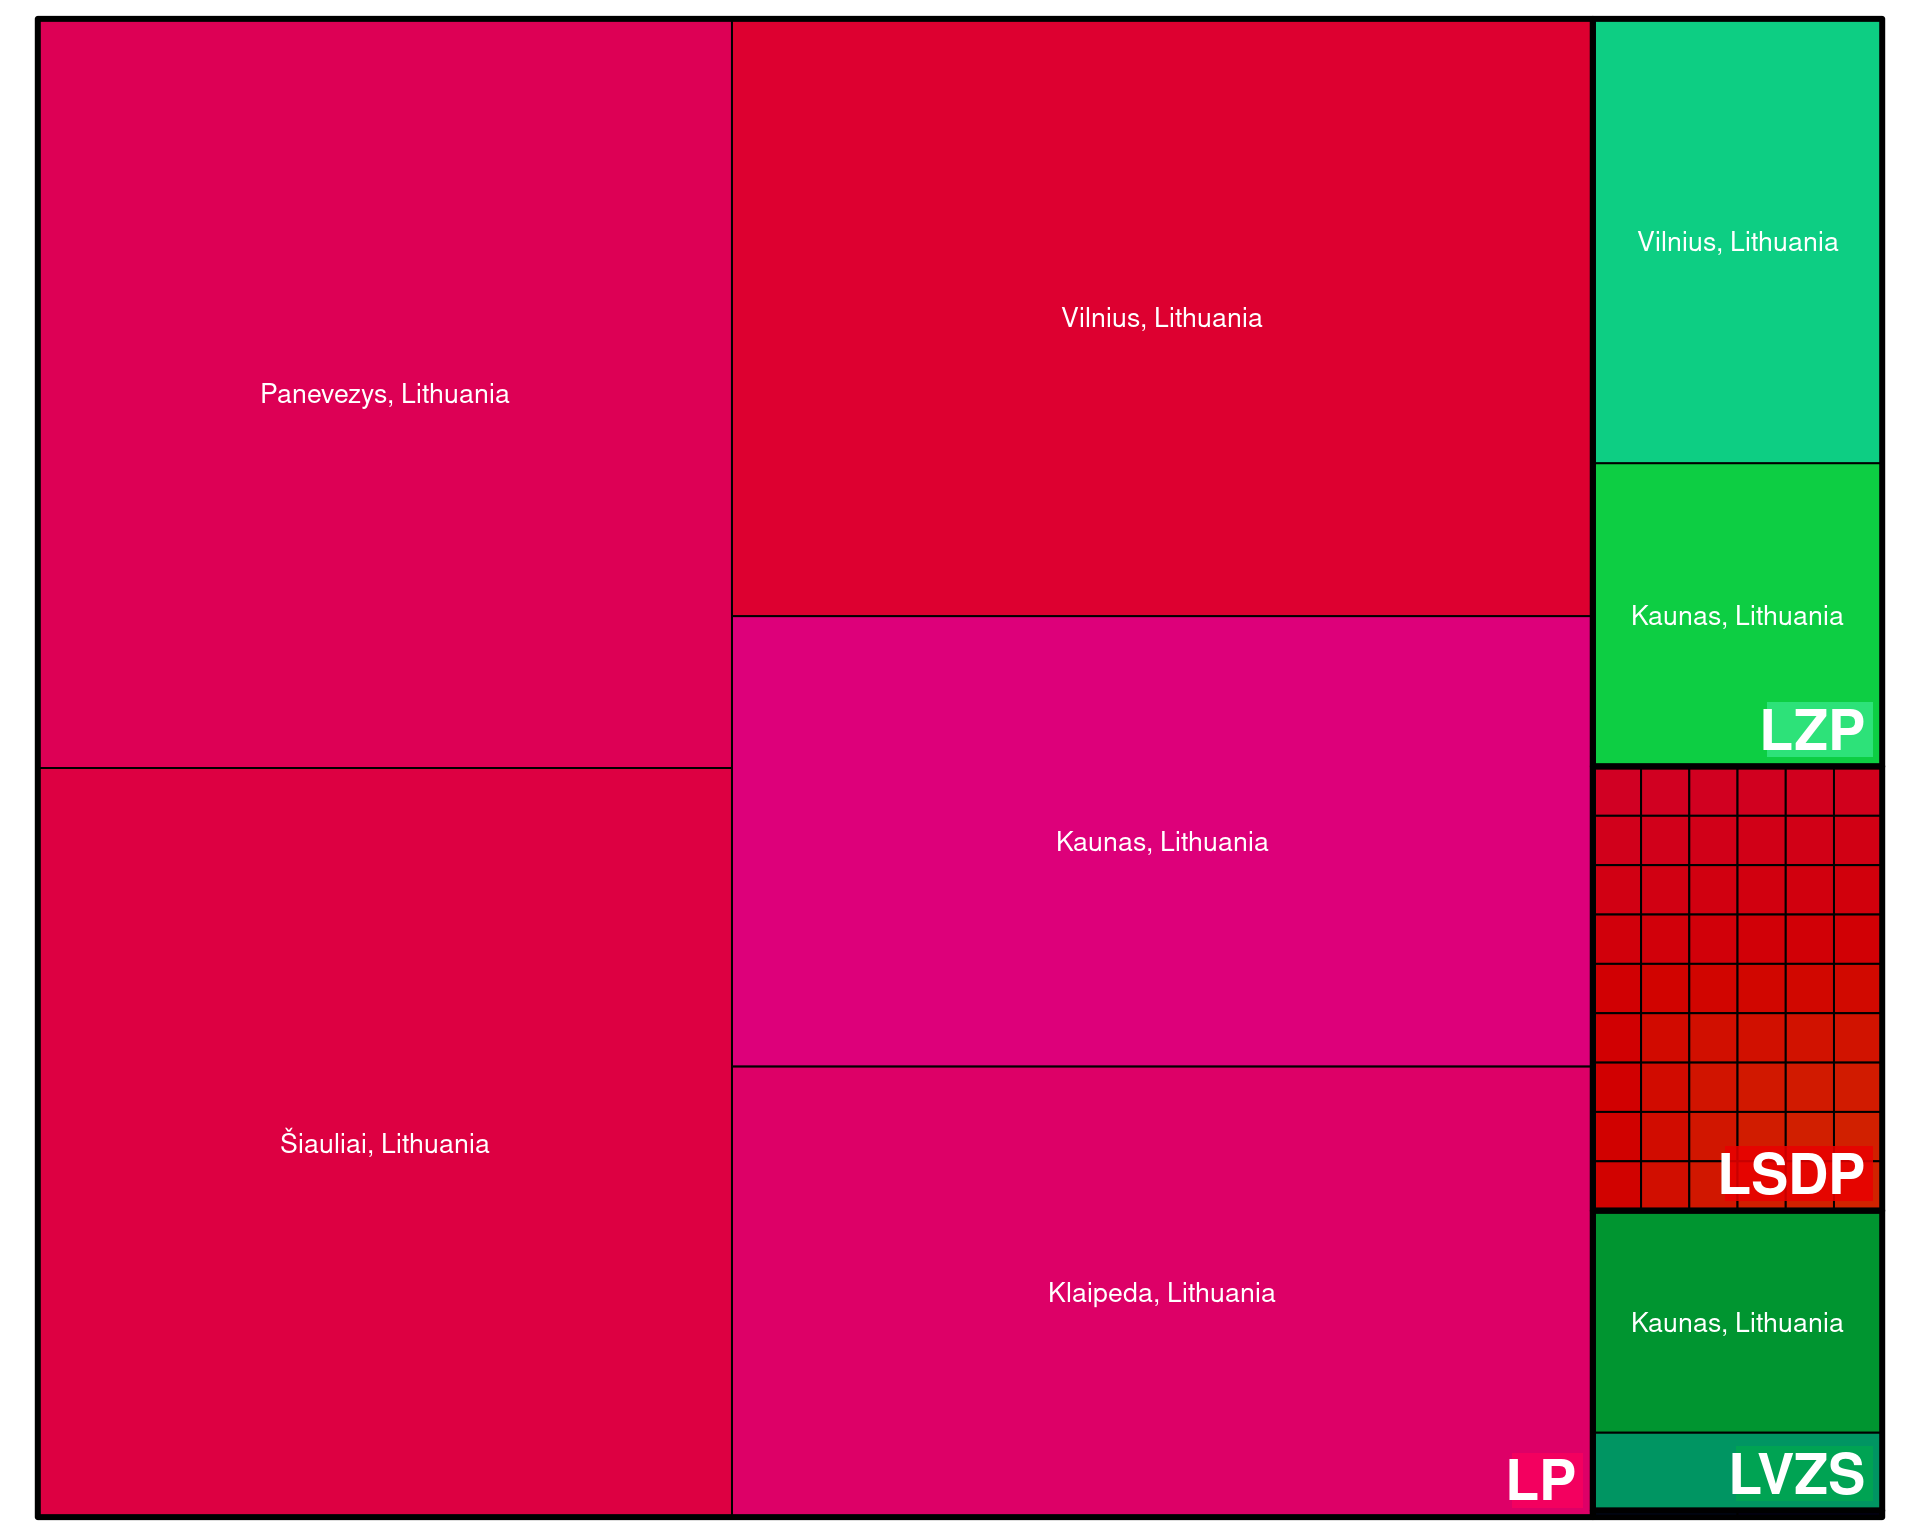 Panevezys, Lithuania
Šiauliai, Lithuania
Vilnius, Lithuania
Kaunas, Lithuania
Klaipeda, Lithuania
LP
Vilnius, Lithuania
Kaunas, Lithuania
LZP
LSDP
Kaunas, Lithuania
LVZS